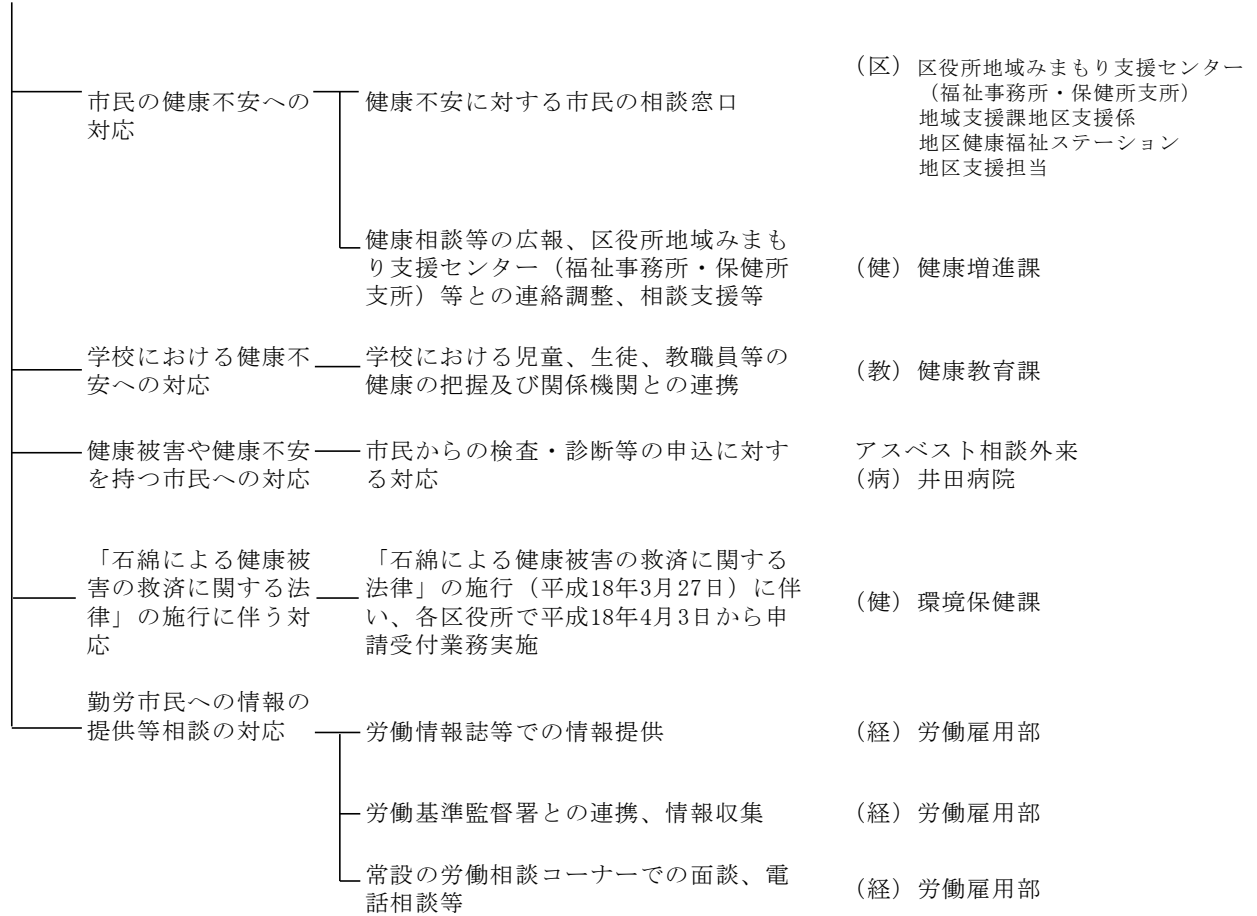 市民の健康不安への
対応
健康不安に対する市民の相談窓口
（区）区役所地域みまもり支援センター
（福祉事務所・保健所支所）
地域支援課地区支援係
地区健康福祉ステーション
地区支援担当
健康相談等の広報、区役所地域みまも
り支援センター（福祉事務所・保健所
支所）等との連絡調整、相談支援等
（健）健康増進課
学校における健康不
安への対応
学校における児童、生徒、教職員等の
健康の把握及び関係機関との連携
（教）健康教育課
健康被害や健康不安
を持つ市民への対応
市民からの検査・診断等の申込に対す
る対応
アスベスト相談外来
（病）井田病院
「石綿による健康被
害の救済に関する法
律」の施行に伴う対
応
「石綿による健康被害の救済に関する
法律」の施行（平成18年3月27日）に伴
い、各区役所で平成18年4月3日から申
請受付業務実施
（健）環境保健課
勤労市民への情報の
提供等相談の対応
労働情報誌等での情報提供
（経）労働雇用部
労働基準監督署との連携、情報収集
（経）労働雇用部
常設の労働相談コーナーでの面談、電
話相談等
（経）労働雇用部